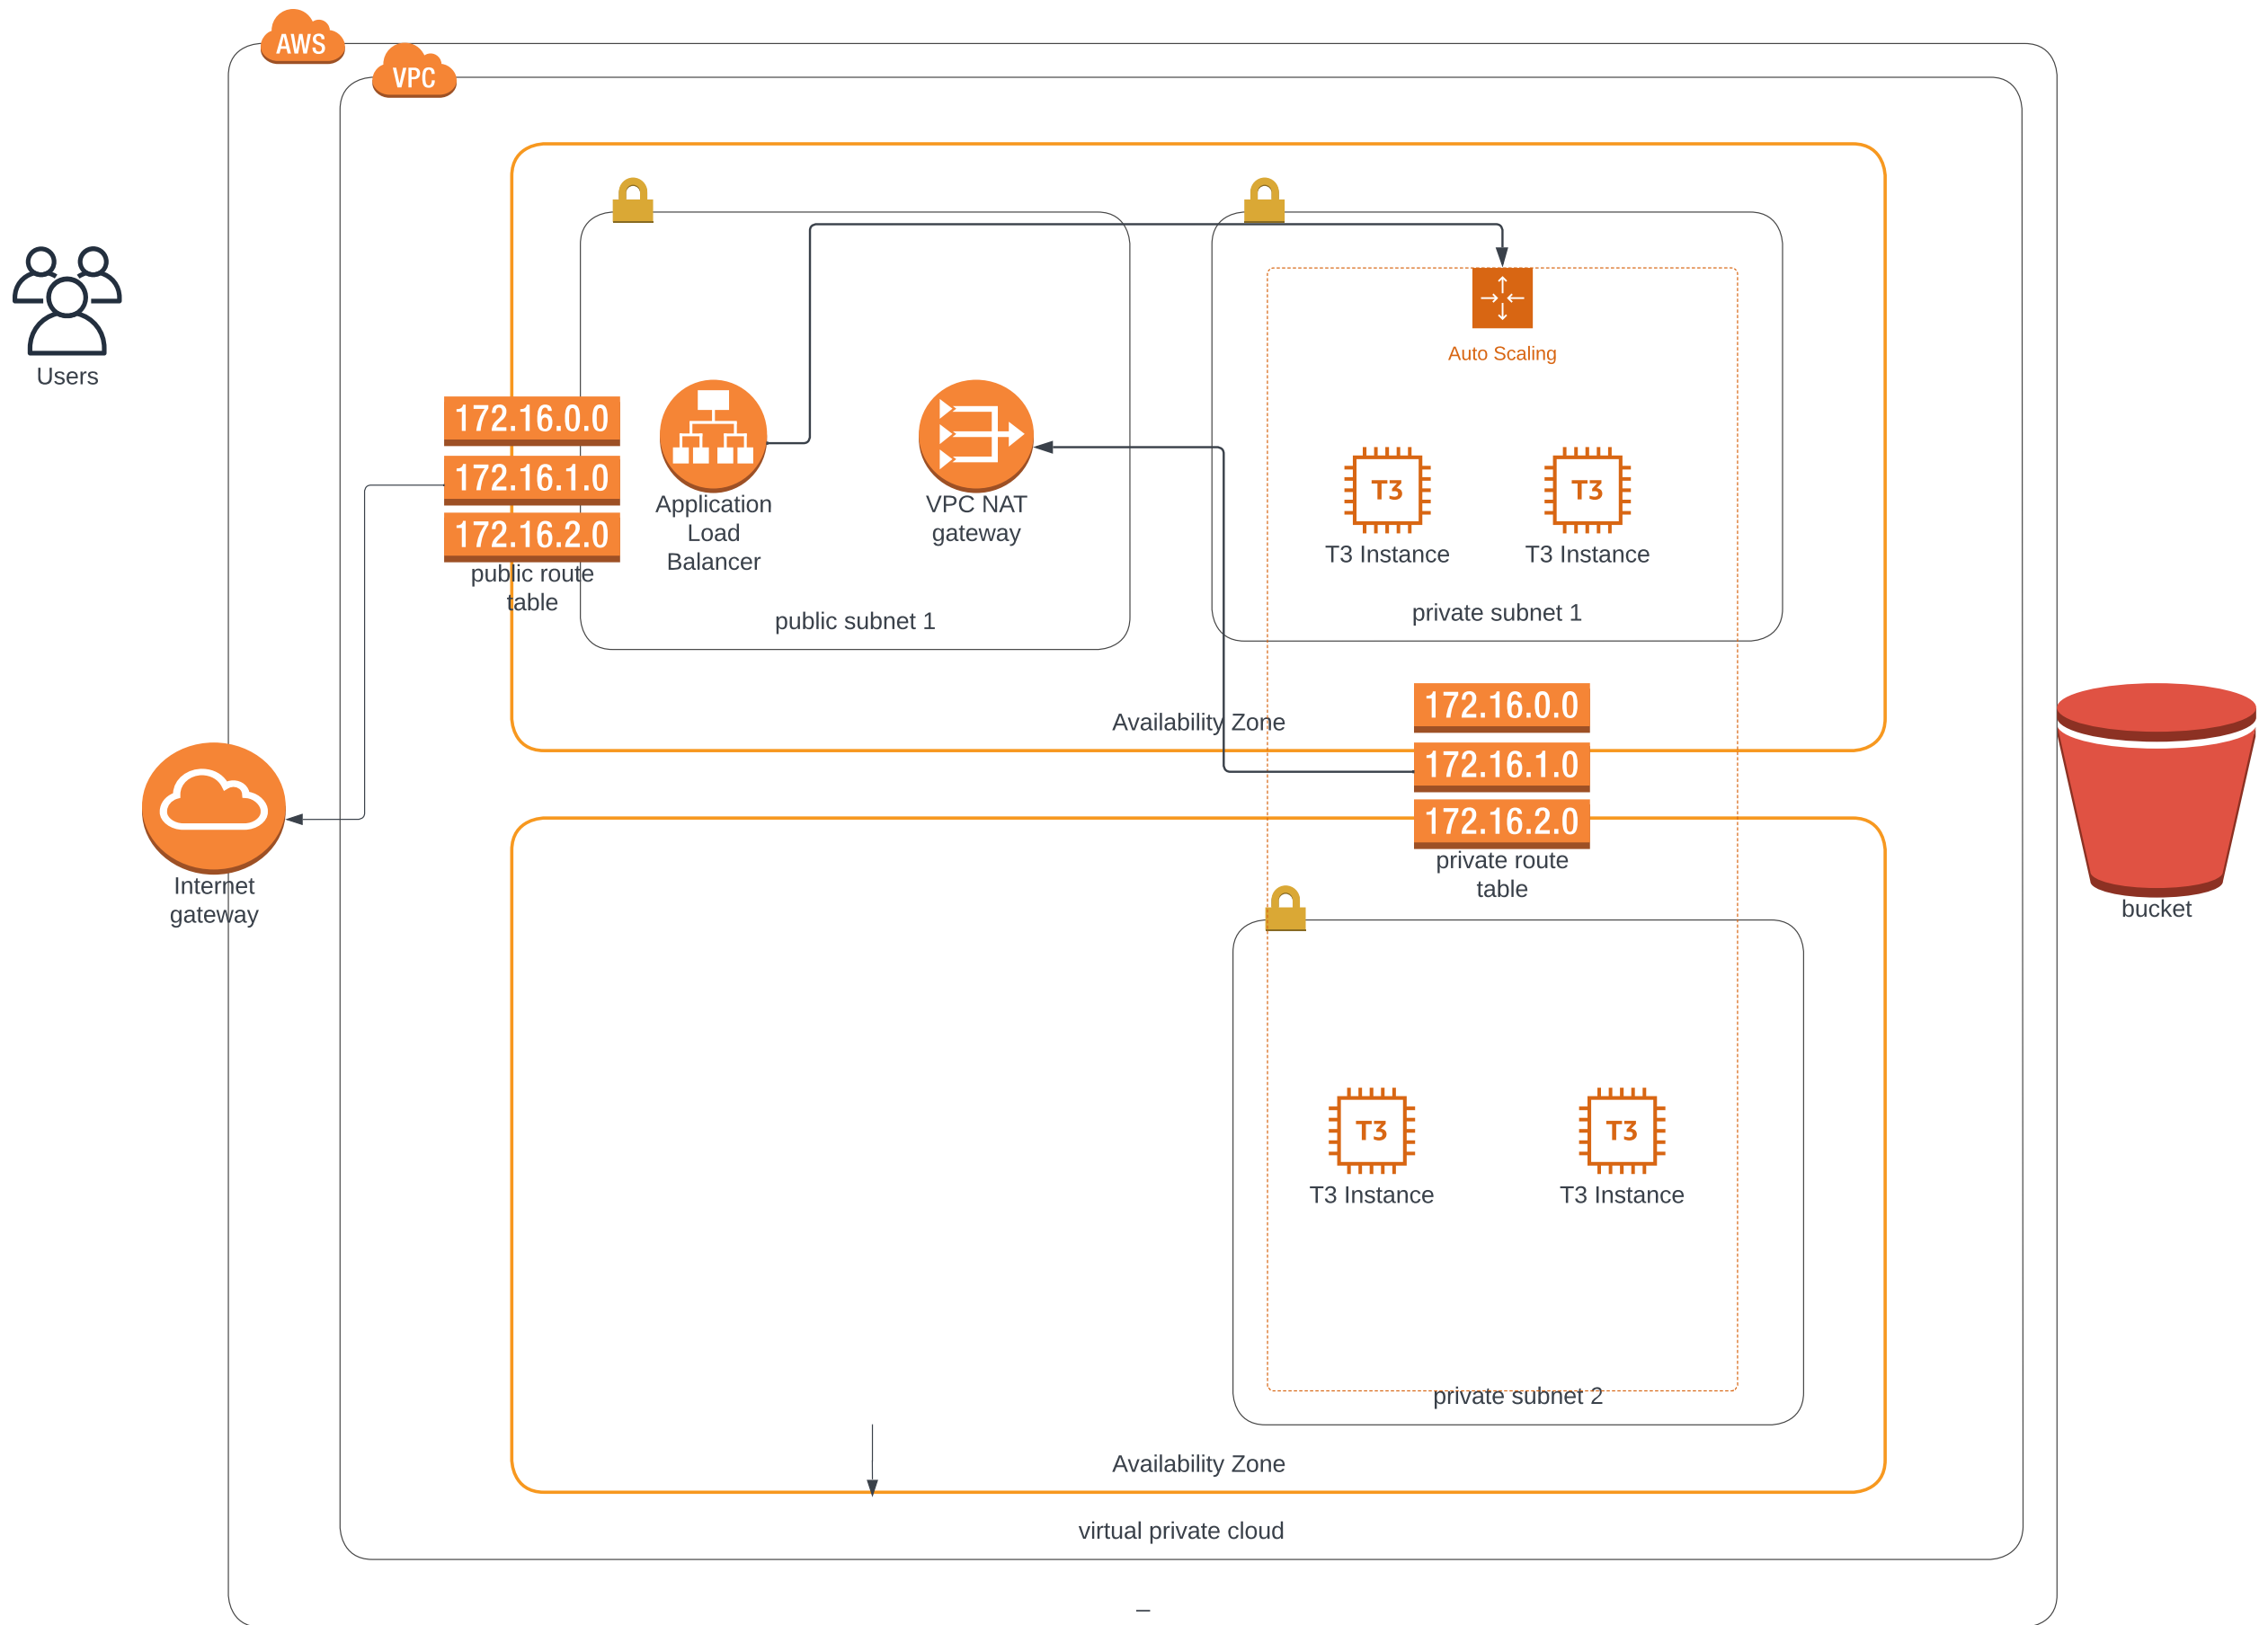 AWS
VPC
Users
172.16.0.0
172.16.1.0
172.16.2.0
public route
table
Application
Load
Balancer
VPC NAT
gateway
public subnet 1
Auto Scaling
T3
T3 Instance
T3
T3 Instance
private subnet 1
Availability Zone
172.16.0.0
172.16.1.0
172.16.2.0
private route
table
Internet
gateway
bucket
T3
T3 Instance
T3
T3 Instance
private subnet 2
Availability Zone
virtual private cloud
_